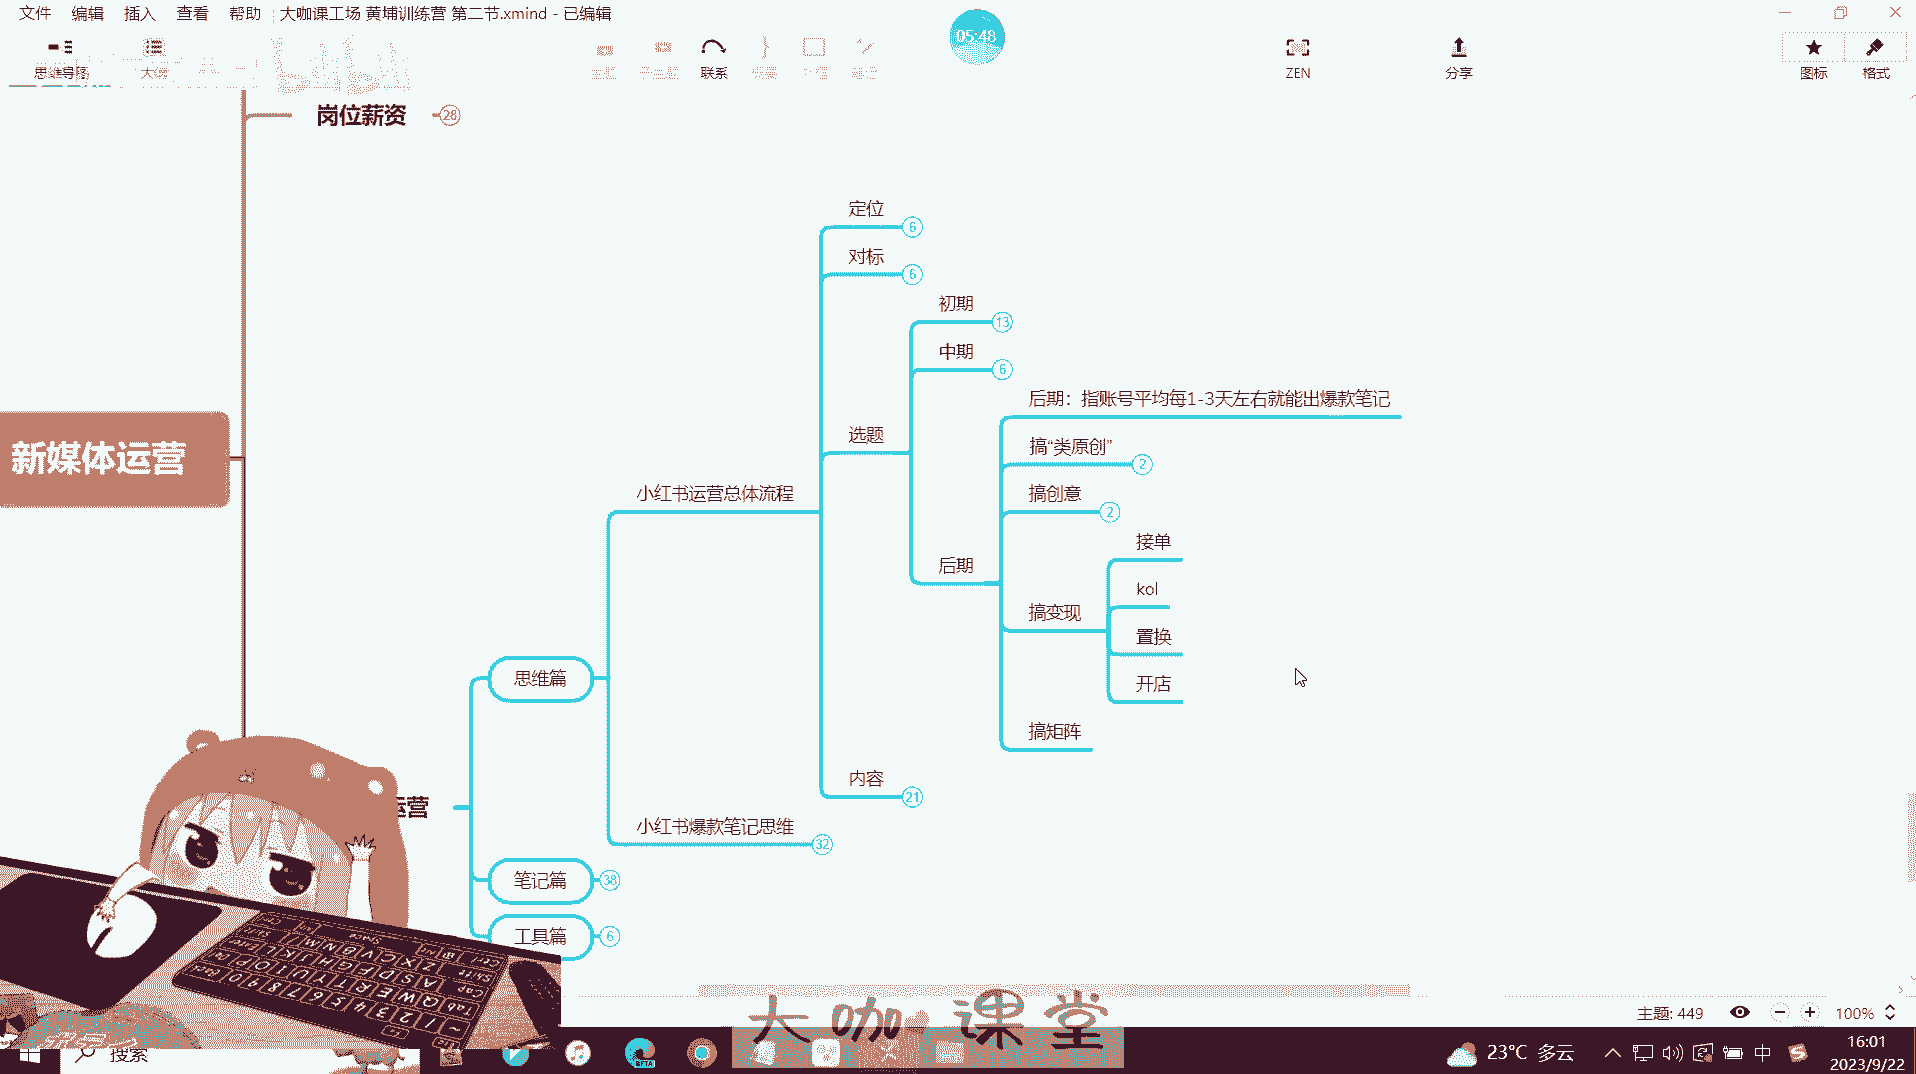 文件 编辑 插入 查看 帮助 大咖课工场 黄埔训练营 第二节.xmind - 已编辑
05:48
思维导图
联系
ZEN
分享
图标
格式
岗位薪资 28
定位 6
对标 6
初期 13
中期 6
后期：指账号平均每1-3天左右就能出爆款笔记
选题
搞“类原创” 2
小红书运营总体流程
搞创意 2
接单
后期
kol
搞变现
置换
新媒体运营
思维篇
开店
搞矩阵
内容 21
运营
小红书爆款笔记思维 32
笔记篇 38
工具篇 6
大咖课堂
主题: 449
100%
搜索
23°C 多云
中
16:01
2023/9/22